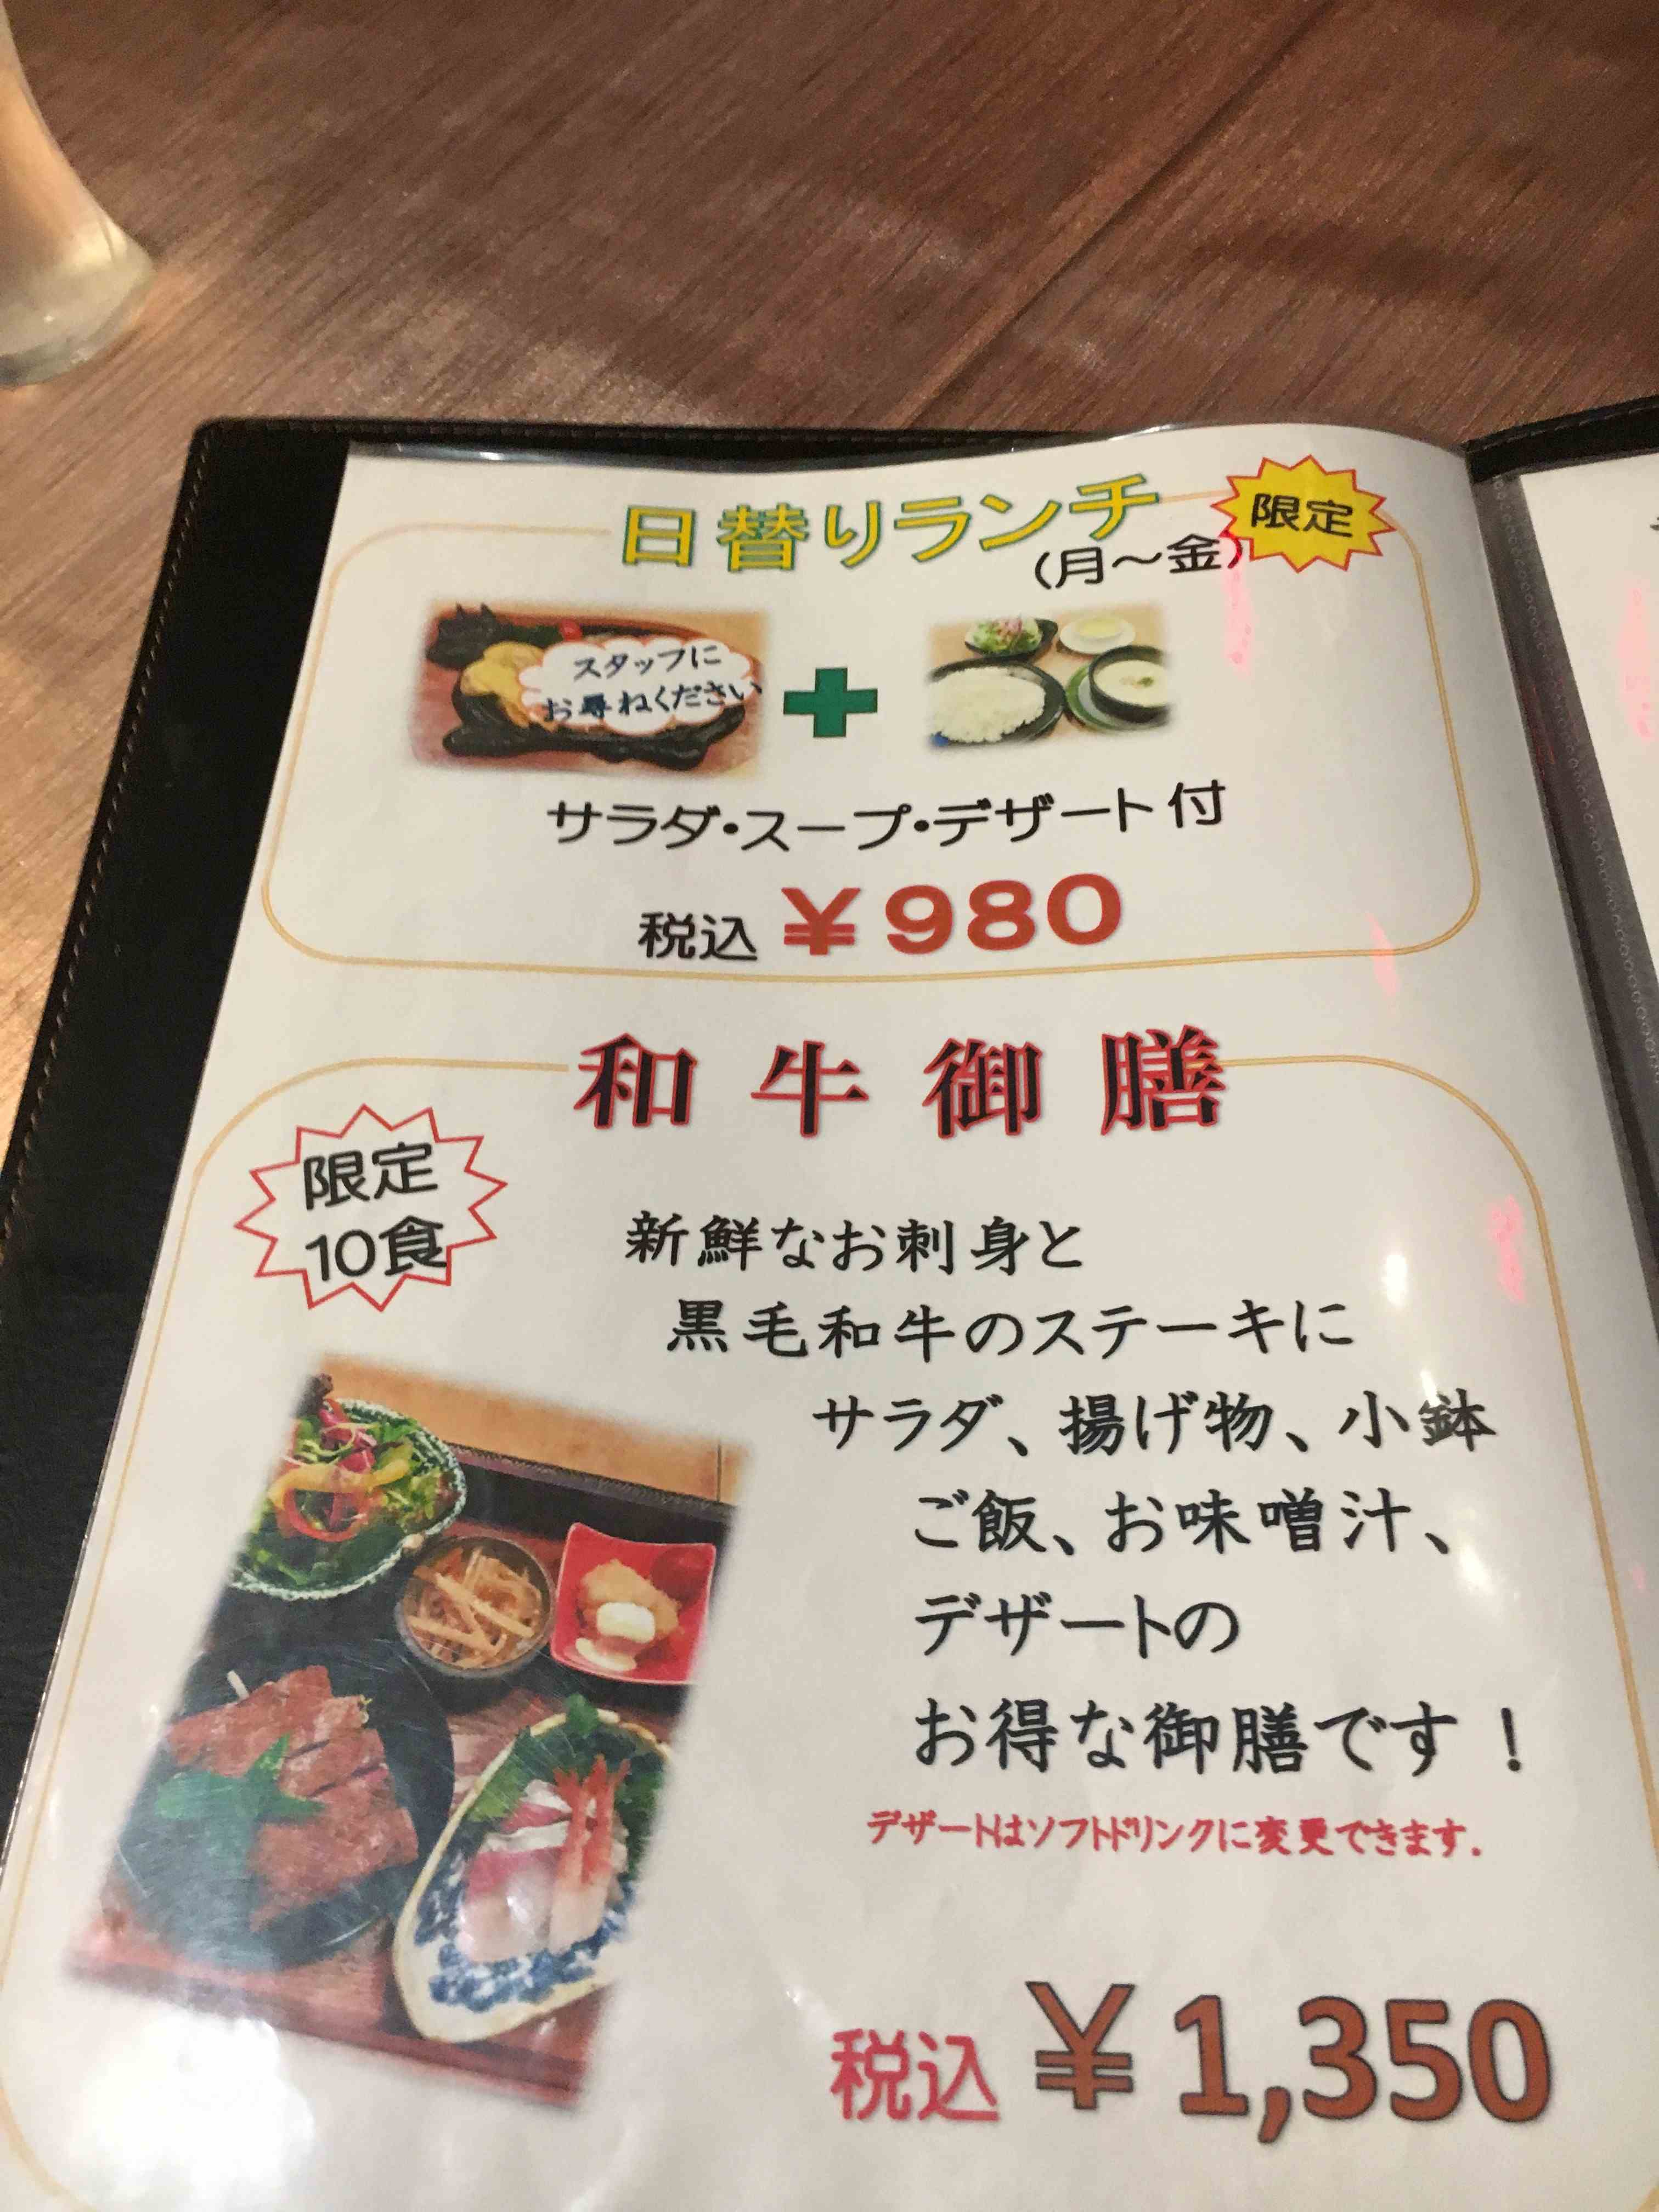 日替りランチ
限定
(月～金)
スタッフに
お尋ねください
サラダ・スープ・デザート付
税込 ¥980
和牛御膳
限定
10食
新鮮なお刺身と
黒毛和牛のステーキに
サラダ、揚げ物、小鉢
ご飯、お味噌汁、
デザートの
お得な御膳です！
デザートはソフトドリンクに変更できます.
税込 ¥1,350